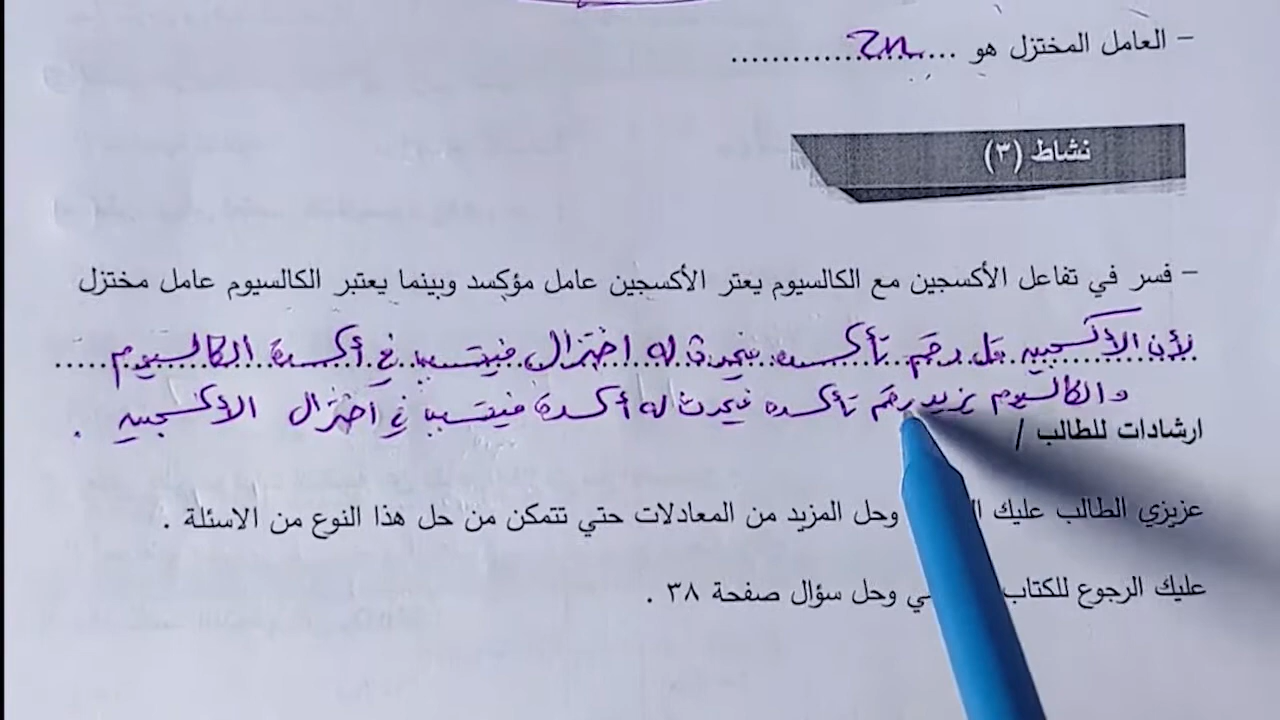 - العامل المختزل هو ...Zn...
نشاط (٣)
- فسر في تفاعل الأكسجين مع الكالسيوم يعتر الأكسجين عامل مؤكسد وبينما يعتبر الكالسيوم عامل مختزل
لأن الأكسجين يقل رقم تأكسده فيحدث له اختزال فيتسبب في أكسدة الكالسيوم
والكالسيوم يزيد رقم تأكسده فيحدث له أكسدة فيتسبب في اختزال الأكسجين .
ارشادات للطالب /
عزيزي الطالب عليك وحل المزيد من المعادلات حتي تتمكن من حل هذا النوع من الاسئلة .
عليك الرجوع للكتاب وحل سؤال صفحة ٣٨ .